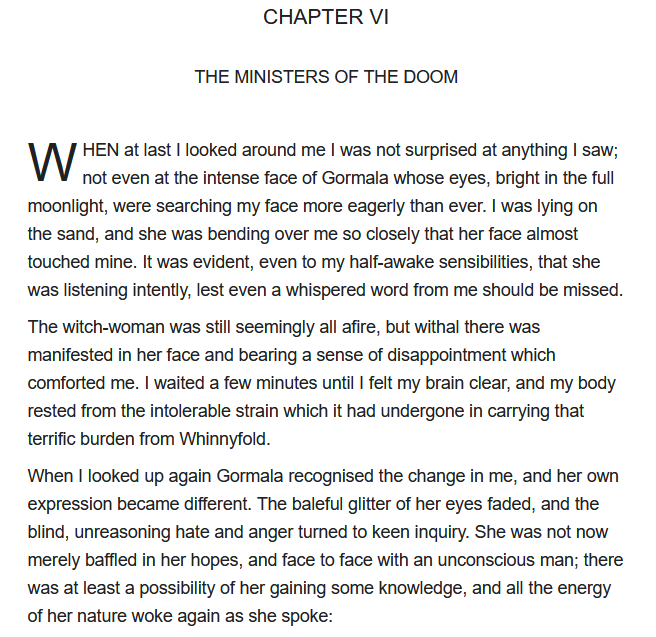 CHAPTER VI
THE MINISTERS OF THE DOOM
WHEN at last I looked around me I was not surprised at anything I saw;
not even at the intense face of Gormala whose eyes, bright in the full
moonlight, were searching my face more eagerly than ever. I was lying on
the sand, and she was bending over me so closely that her face almost
touched mine. It was evident, even to my half-awake sensibilities, that she
was listening intently, lest even a whispered word from me should be missed.
The witch-woman was still seemingly all afire, but withal there was
manifested in her face and bearing a sense of disappointment which
comforted me. I waited a few minutes until I felt my brain clear, and my body
rested from the intolerable strain which it had undergone in carrying that
terrific burden from Whinnyfold.
When I looked up again Gormala recognised the change in me, and her own
expression became different. The baleful glitter of her eyes faded, and the
blind, unreasoning hate and anger turned to keen inquiry. She was not now
merely baffled in her hopes, and face to face with an unconscious man; there
was at least a possibility of her gaining some knowledge, and all the energy
of her nature woke again as she spoke: